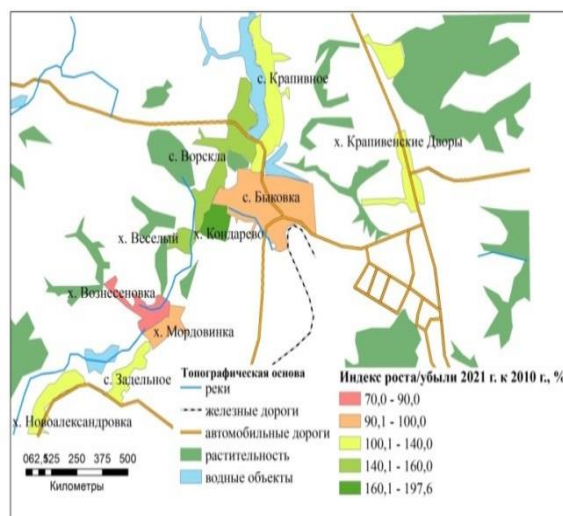 с. Крапивное
х. Крапивенские Дворы
с. Ворскла
с. Быковка
х. Веселый
х. Кондарево
х. Вознесеновка
х. Мордовинка
с. Задельное
х. Новоалександровка
Топографическая основа
реки
железные дороги
автомобильные дороги
растительность
водные объекты
Индекс роста/убыли 2021 г. к 2010 г., %
70,0 - 90,0
90,1 - 100,0
100,1 - 140,0
140,1 - 160,0
160,1 - 197,6
062,5125 250 375 500
Километры